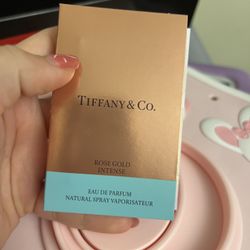 TIFFANY & CO.
ROSE GOLD
INTENSE
EAU DE PARFUM
NATURAL SPRAY VAPORISATEUR